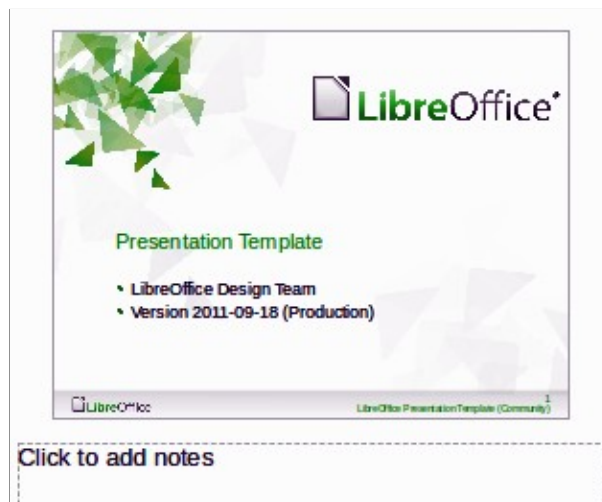 LibreOffice
Presentation Template
• LibreOffice Design Team
• Version 2011-09-18 (Production)
LibreOffice
1
LibreOffice Presentation Template (Community)
Click to add notes